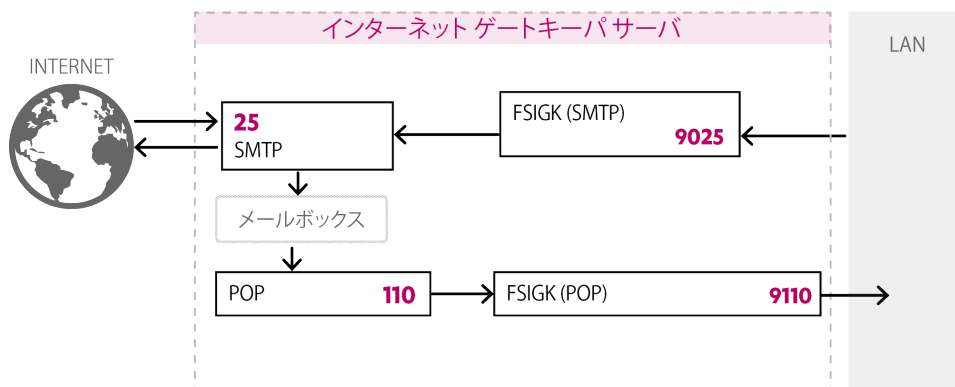 インターネット ゲートキーパ サーバ
LAN
INTERNET
25
SMTP
FSIGK (SMTP)
9025
メールボックス
POP
110
FSIGK (POP)
9110